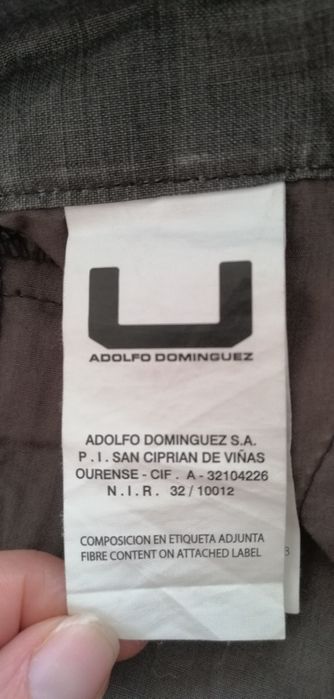 ADOLFO DOMINGUEZ
ADOLFO DOMINGUEZ S.A.
P . I . SAN CIPRIAN DE VIÑAS
OURENSE - CIF . A - 32104226
N . I . R . 32 / 10012
COMPOSICION EN ETIQUETA ADJUNTA
FIBRE CONTENT ON ATTACHED LABEL
3